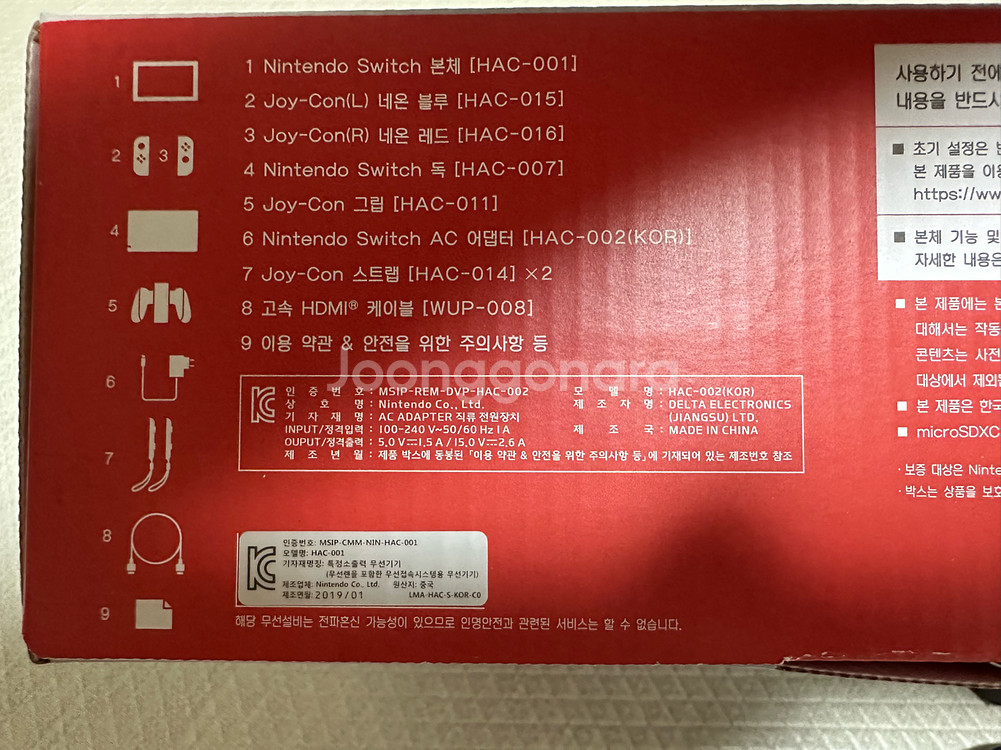 1 Nintendo Switch 본체 [HAC-001]
2 Joy-Con(L) 네온 블루 [HAC-015]
3 Joy-Con(R) 네온 레드 [HAC-016]
4 Nintendo Switch 독 [HAC-007]
5 Joy-Con 그립 [HAC-011]
6 Nintendo Switch AC 어댑터 [HAC-002(KOR)]
7 Joy-Con 스트랩 [HAC-014] ×2
8 고속 HDMI® 케이블 [WUP-008]
9 이용 약관 & 안전을 위한 주의사항 등
1
2 3
4
5
6
7
8
9
Joonggonara
인 증 번 호 : MSIP-REM-DVP-HAC-002 모 델 명 : HAC-002(KOR)
상 호 명 : Nintendo Co., Ltd. 제 조 자 명 : DELTA ELECTRONICS
기 자 재 명 : AC ADAPTER 직류 전원장치 (JIANGSU) LTD.
INPUT/정격입력 : 100-240 V~50/60 Hz 1 A 제 조 국 : MADE IN CHINA
OUPUT/정격출력 : 5.0 V⎓1.5 A / 15.0 V⎓2.6 A
제 조 년 월 : 제품 박스에 동봉된 「이용 약관 & 안전을 위한 주의사항 등」에 기재되어 있는 제조번호 참조
인증번호: MSIP-CMM-NIN-HAC-001
모델명: HAC-001
기자재명칭: 특정소출력 무선기기
(무선랜을 포함한 무선접속시스템용 무선기기)
제조업체: Nintendo Co., Ltd. 원산지: 중국
제조연월: 2019/01 LMA-HAC-S-KOR-C0
해당 무선설비는 전파혼신 가능성이 있으므로 인명안전과 관련된 서비스는 할 수 없습니다.
사용하기 전에
내용을 반드시
■ 초기 설정은
본 제품을 이용
https://ww
■ 본체 기능 및
자세한 내용은
■ 본 제품에는 본
대해서는 작동
콘텐츠는 사전
대상에서 제외
■ 본 제품은 한국
■ microSDXC
· 보증 대상은 Ninte
· 박스는 상품을 보호